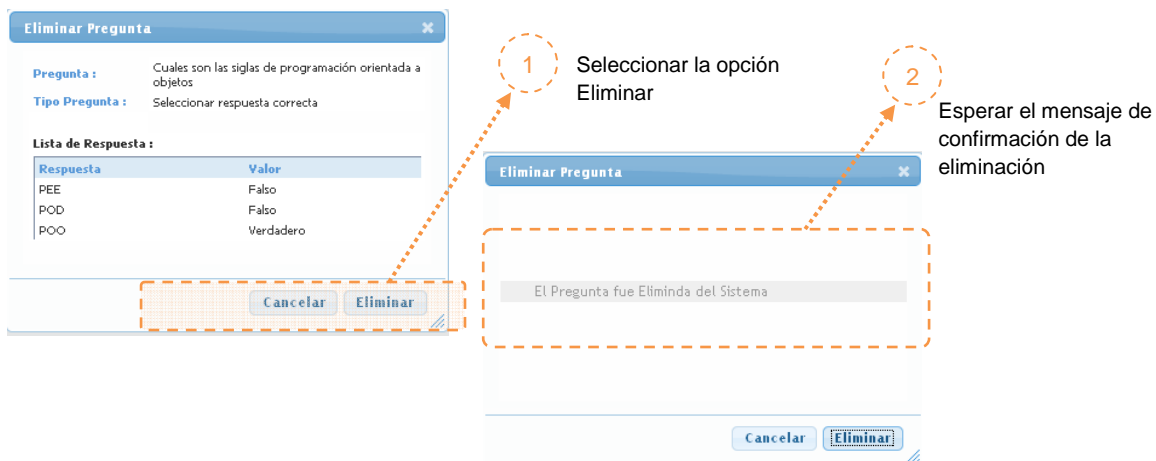 Eliminar Pregunta
Pregunta :
Cuales son las siglas de programación orientada a
objetos
Tipo Pregunta :
Seleccionar respuesta correcta
Lista de Respuesta :
Respuesta Valor
PEE Falso
POD Falso
POO Verdadero
Cancelar Eliminar
1
Seleccionar la opción
Eliminar
2
Esperar el mensaje de
confirmación de la
eliminación
Eliminar Pregunta
El Pregunta fue Eliminda del Sistema
Cancelar Eliminar